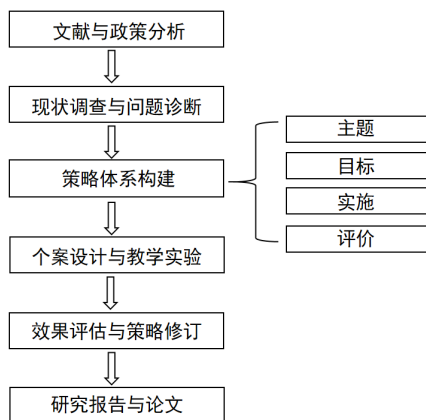 文献与政策分析
现状调查与问题诊断
策略体系构建
主题
目标
实施
评价
个案设计与教学实验
效果评估与策略修订
研究报告与论文